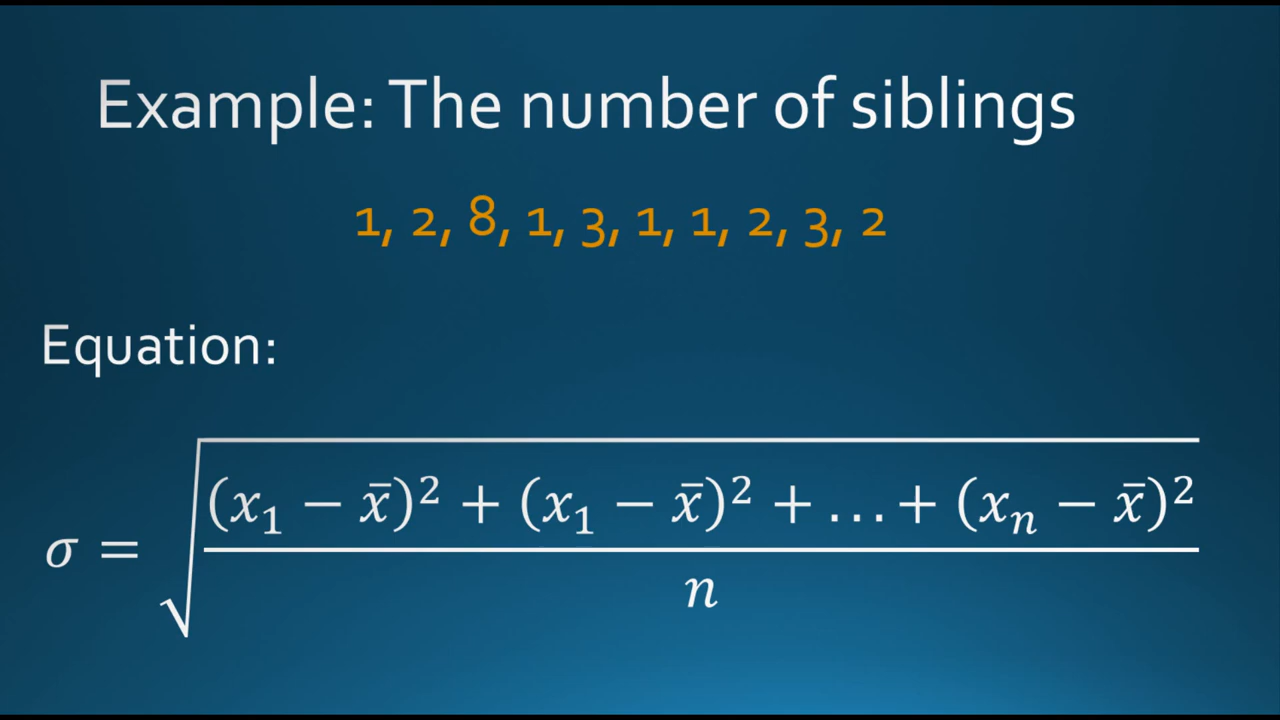 Example: The number of siblings
1, 2, 8, 1, 3, 1, 1, 2, 3, 2
Equation:
σ = √(((x₁ − x̄)² + (x₁ − x̄)² + … + (xₙ − x̄)²) / n)